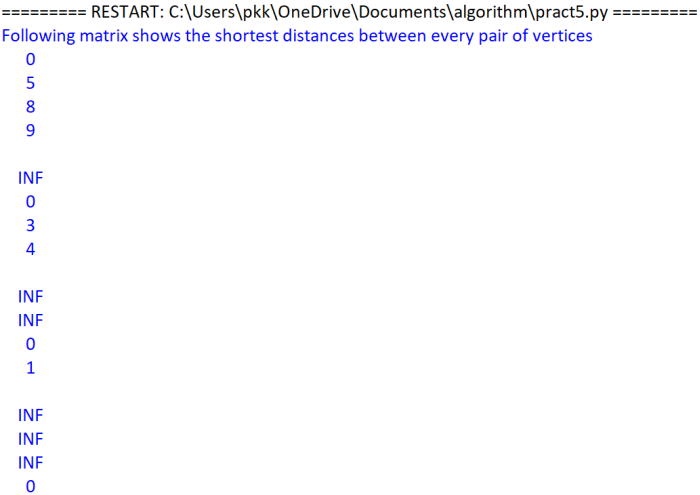 ========= RESTART: C:\Users\pkk\OneDrive\Documents\algorithm\pract5.py =========
Following matrix shows the shortest distances between every pair of vertices
0
5
8
9
INF
0
3
4
INF
INF
0
1
INF
INF
INF
0